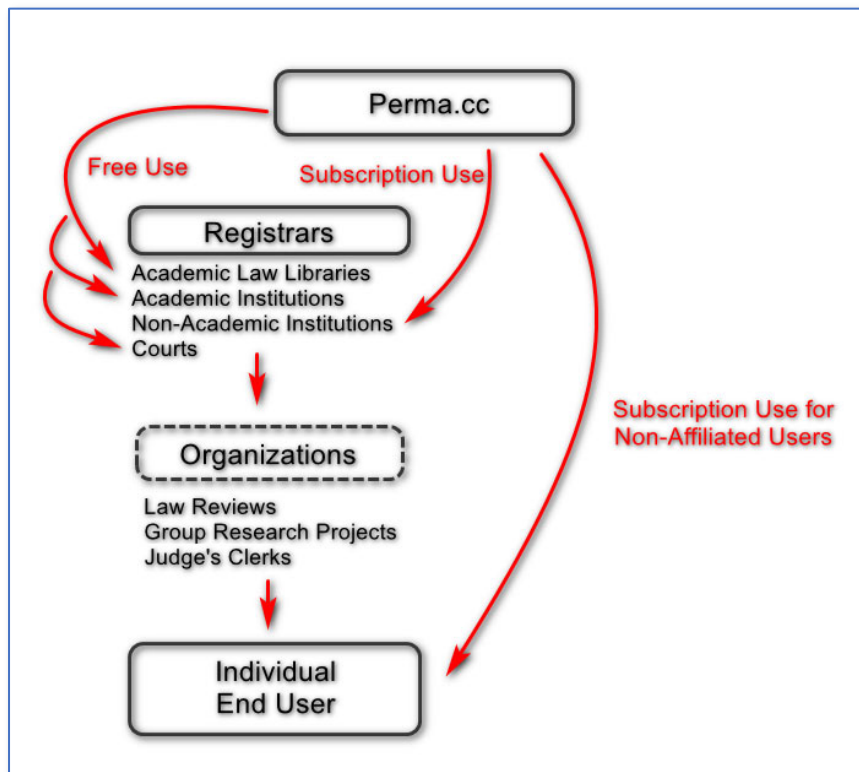 Perma.cc
Free Use
Subscription Use
Registrars
Academic Law Libraries
Academic Institutions
Non-Academic Institutions
Courts
Subscription Use for
Non-Affiliated Users
Organizations
Law Reviews
Group Research Projects
Judge's Clerks
Individual
End User